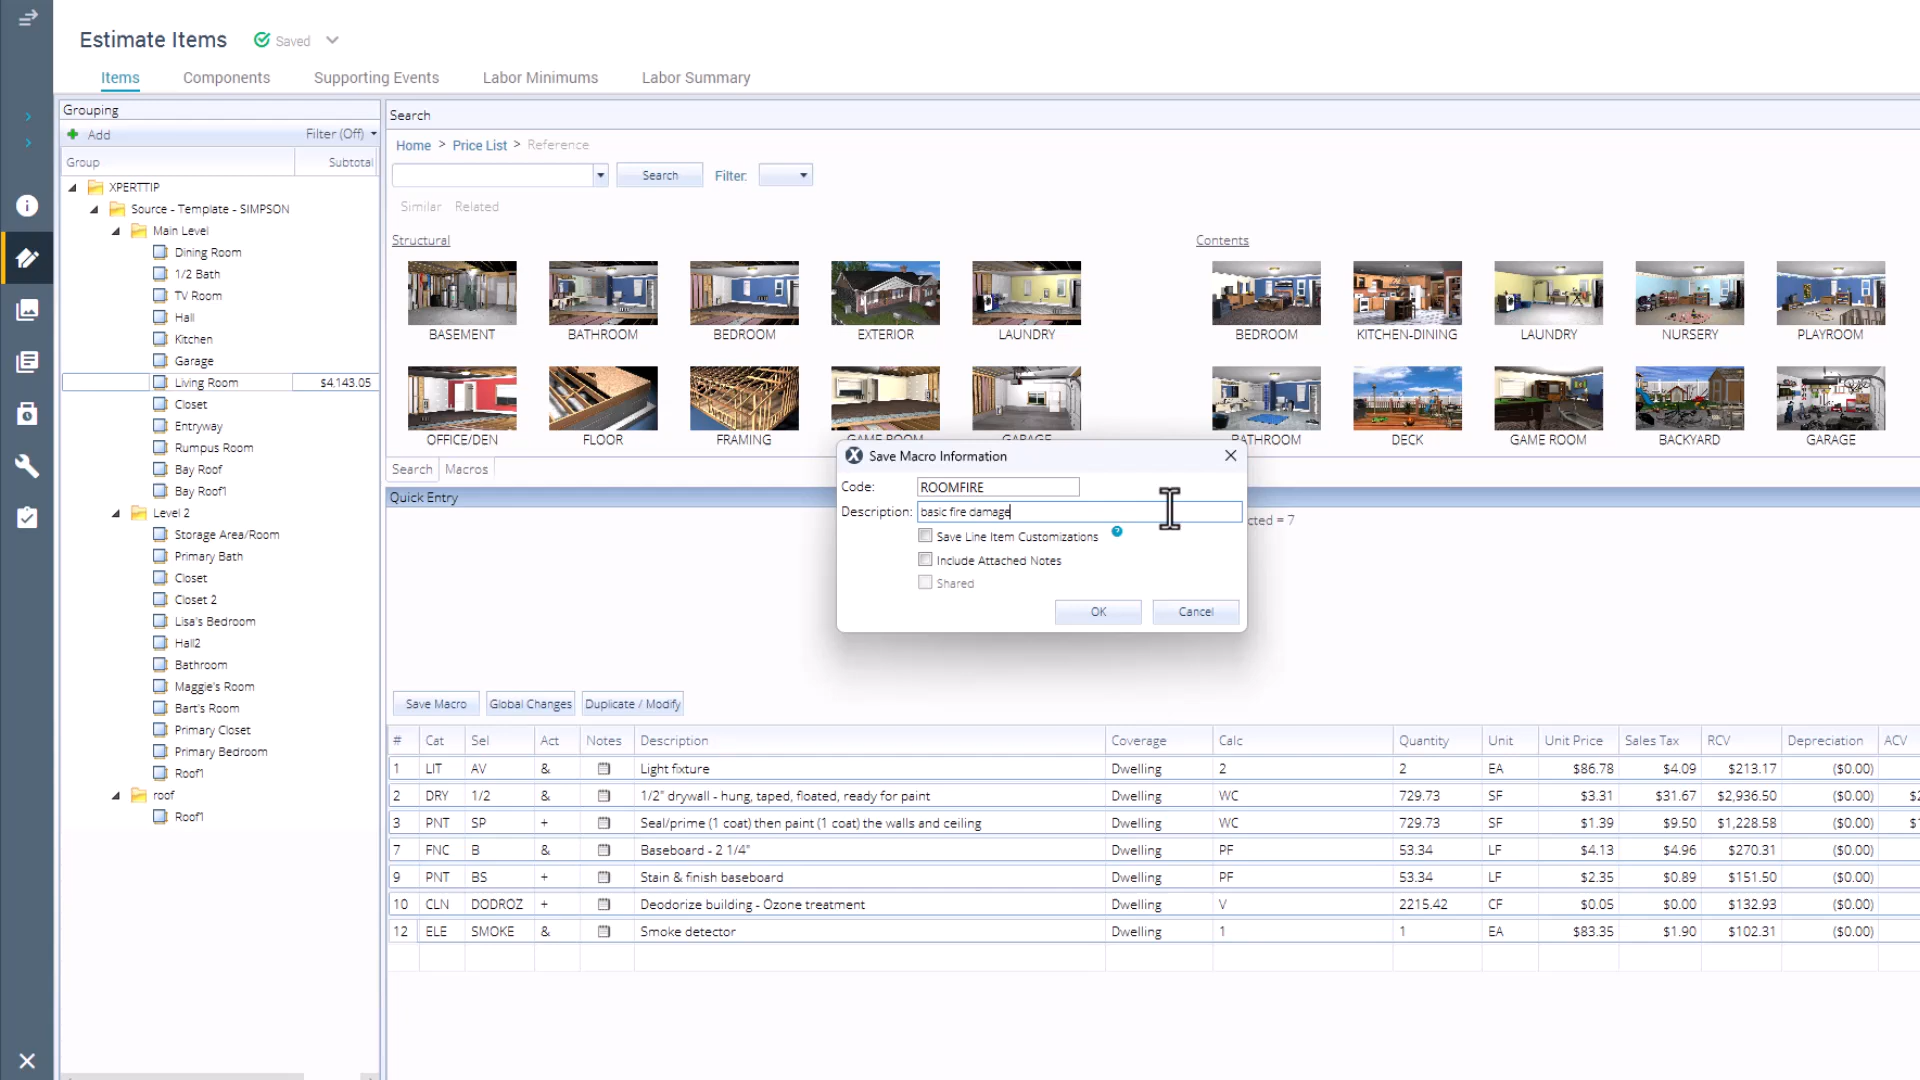 Estimate Items Saved
Items Components Supporting Events Labor Minimums Labor Summary
Grouping
Add Filter (Off)
Group Subtotal
XPERTTIP
Source - Template - SIMPSON
Main Level
Dining Room
1/2 Bath
TV Room
Hall
Kitchen
Garage
Living Room $4,143.05
Closet
Entryway
Rumpus Room
Bay Roof
Bay Roof1
Level 2
Storage Area/Room
Primary Bath
Closet
Closet 2
Lisa's Bedroom
Hall2
Bathroom
Maggie's Room
Bart's Room
Primary Closet
Primary Bedroom
Roof1
roof
Roof1
Search
Home > Price List > Reference
Search Filter:
Similar Related
Structural Contents
BASEMENT BATHROOM BEDROOM EXTERIOR LAUNDRY BEDROOM KITCHEN-DINING LAUNDRY NURSERY PLAYROOM
OFFICE/DEN FLOOR FRAMING GAME ROOM GARAGE BATHROOM DECK GAME ROOM BACKYARD GARAGE
Search Macros
Quick Entry
cted = 7
Save Macro Information
Code: ROOMFIRE
Description: basic fire damage
Save Line Item Customizations ?
Include Attached Notes
Shared
OK Cancel
Save Macro Global Changes Duplicate / Modify
# Cat Sel Act Notes Description Coverage Calc Quantity Unit Unit Price Sales Tax RCV Depreciation ACV
1 LIT AV & Light fixture Dwelling 2 2 EA $86.78 $4.09 $213.17 ($0.00)
2 DRY 1/2 & 1/2" drywall - hung, taped, floated, ready for paint Dwelling WC 729.73 SF $3.31 $31.67 $2,936.50 ($0.00) $2
3 PNT SP + Seal/prime (1 coat) then paint (1 coat) the walls and ceiling Dwelling WC 729.73 SF $1.39 $9.50 $1,228.58 ($0.00) $1
7 FNC B & Baseboard - 2 1/4" Dwelling PF 53.34 LF $4.13 $4.96 $270.31 ($0.00)
9 PNT BS + Stain & finish baseboard Dwelling PF 53.34 LF $2.35 $0.89 $151.50 ($0.00)
10 CLN DODROZ + Deodorize building - Ozone treatment Dwelling V 2215.42 CF $0.05 $0.00 $132.93 ($0.00)
12 ELE SMOKE & Smoke detector Dwelling 1 1 EA $83.35 $1.90 $102.31 ($0.00)